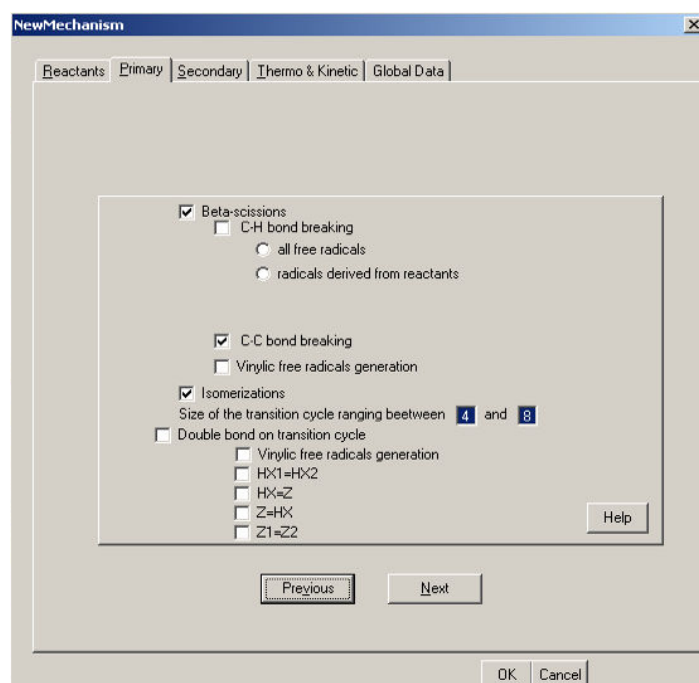 NewMechanism
Reactants Primary Secondary Thermo & Kinetic Global Data
Beta-scissions
C-H bond breaking
all free radicals
radicals derived from reactants
C-C bond breaking
Vinylic free radicals generation
Isomerizations
Size of the transition cycle ranging beetween 4 and 8
Double bond on transition cycle
Vinylic free radicals generation
HX1=HX2
HX=Z
Z=HX
Z1=Z2
Help
Previous Next
OK Cancel